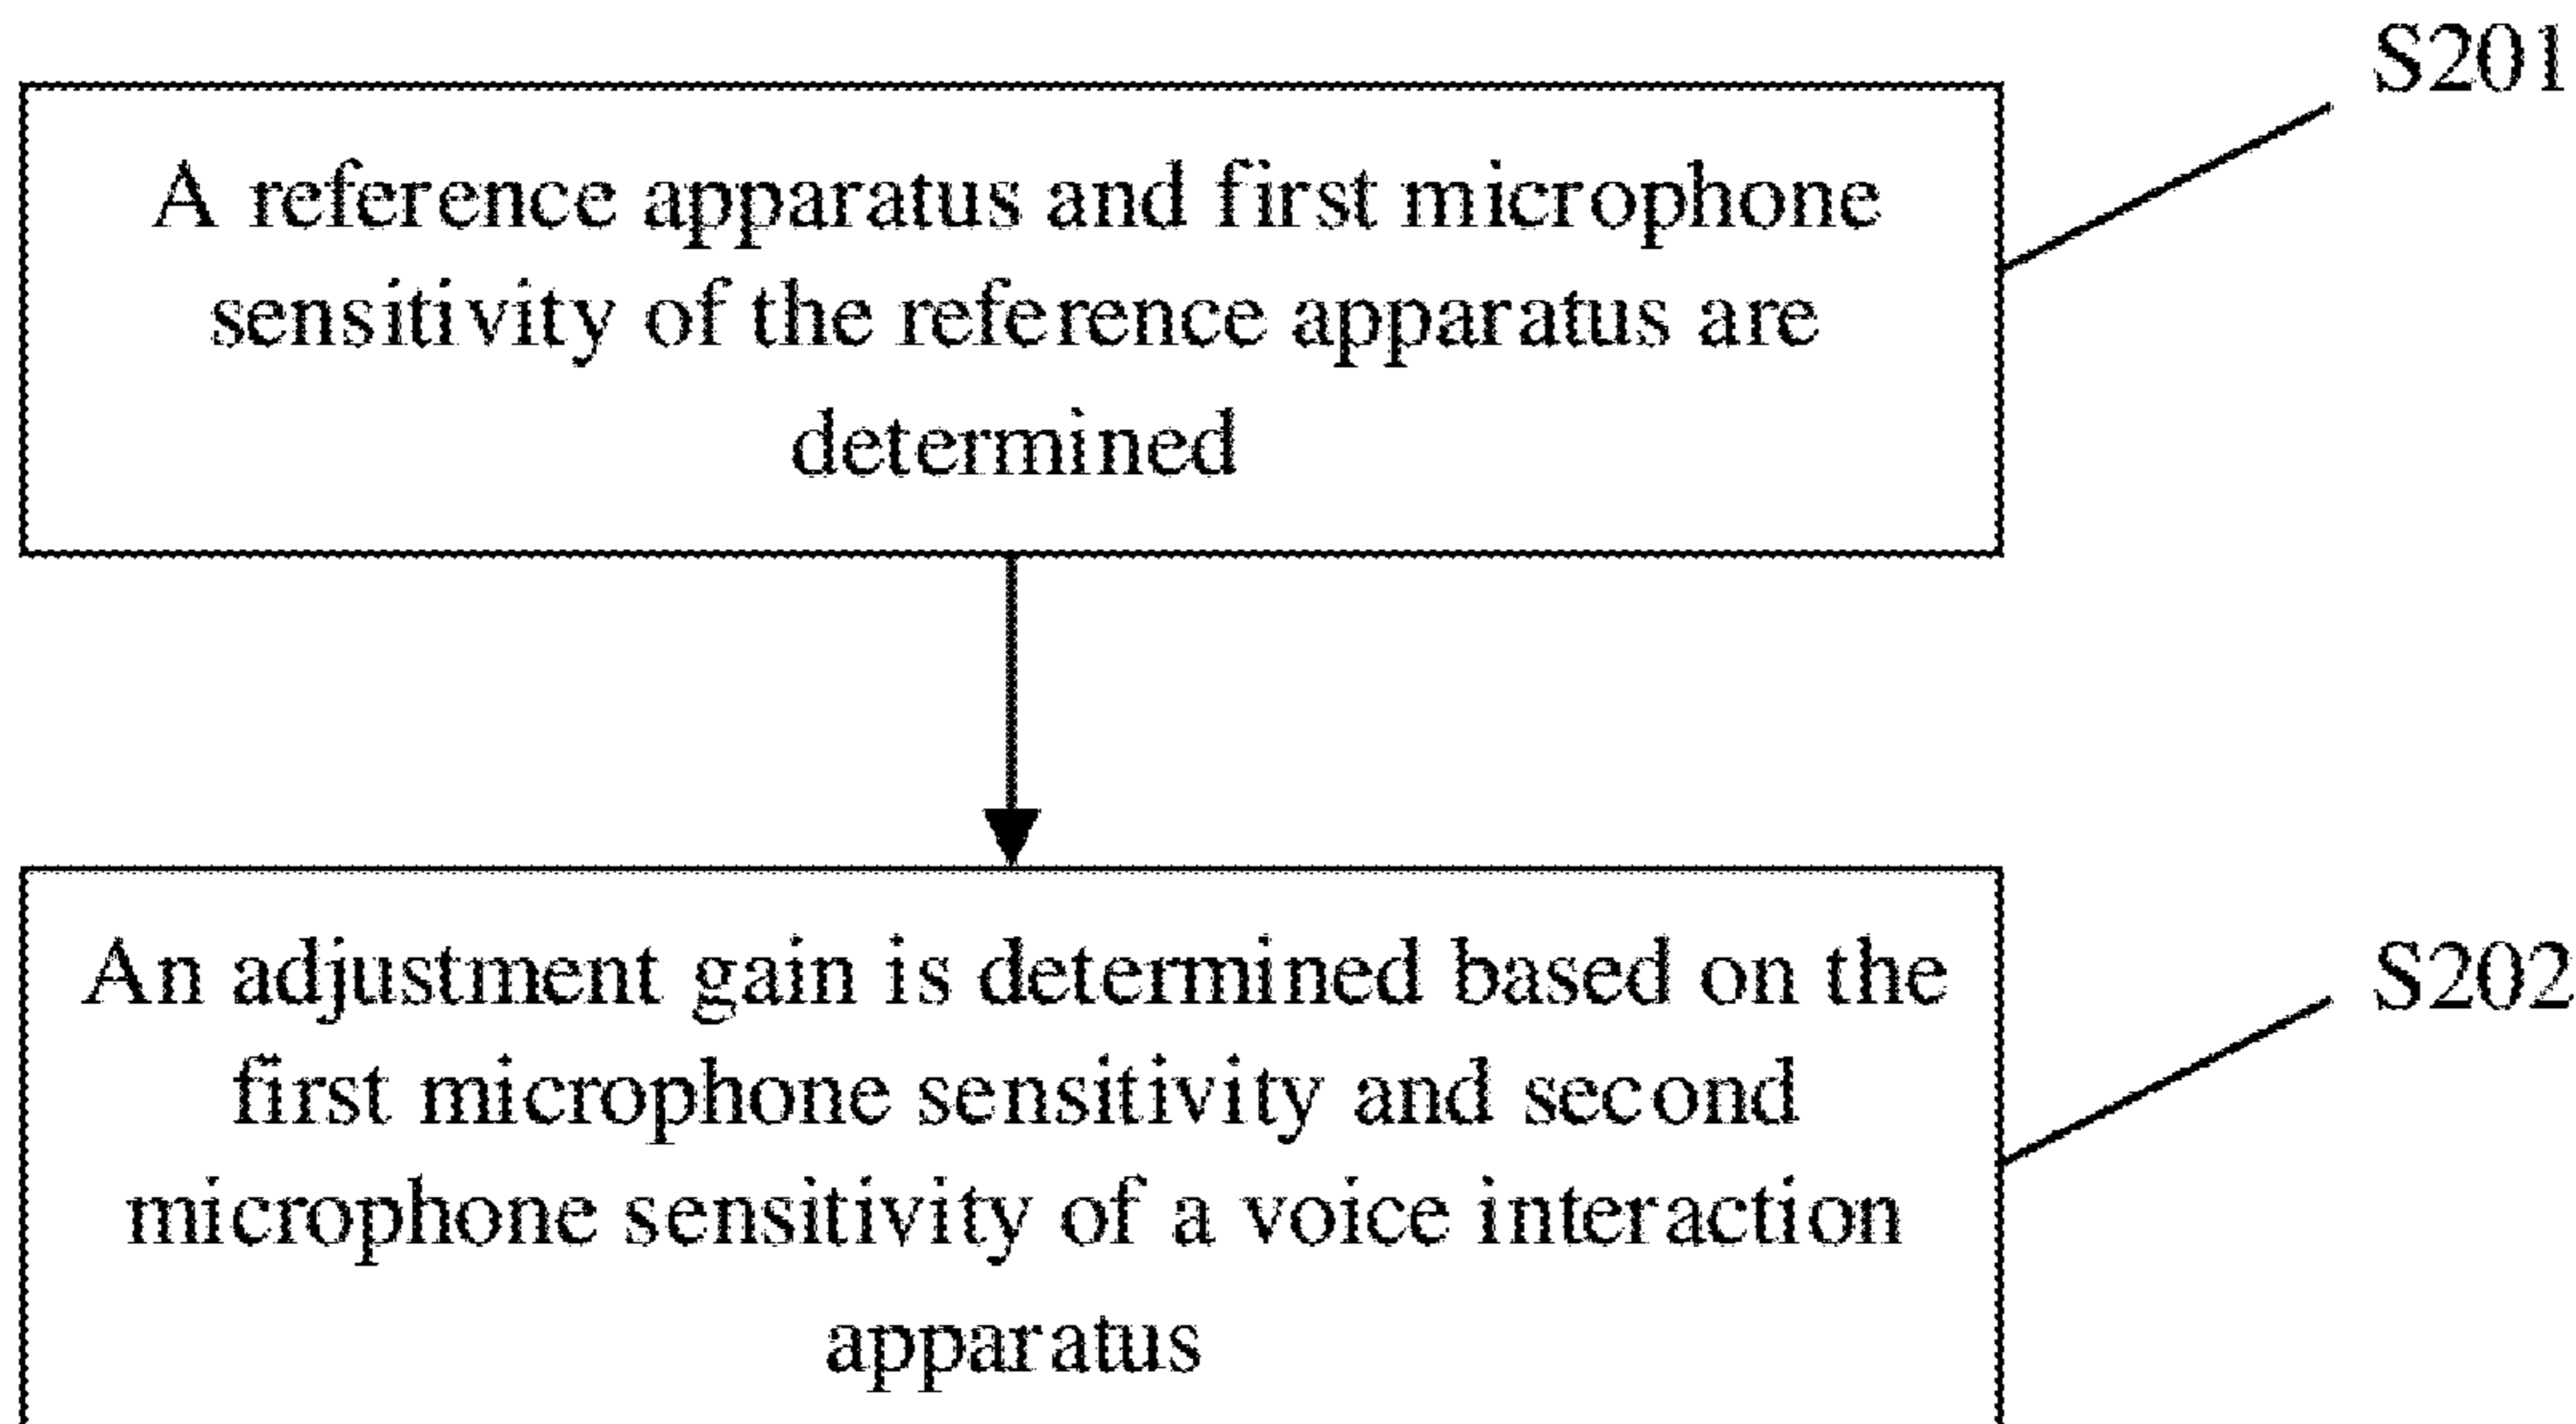 S201
A reference apparatus and first microphone
sensitivity of the reference apparatus are
determined
An adjustment gain is determined based on the
S202
first microphone sensitivity and second
microphone sensitivity of a voice interaction
apparatus